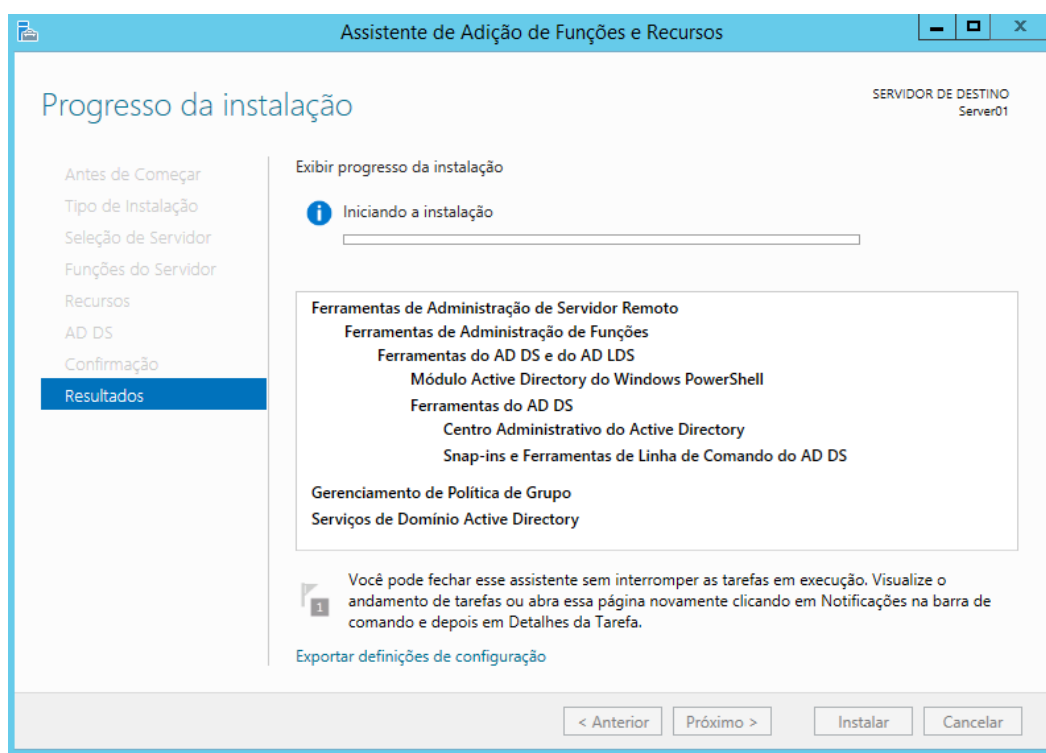 Assistente de Adição de Funções e Recursos
Progresso da instalação
SERVIDOR DE DESTINO
Server01
Antes de Começar
Tipo de Instalação
Seleção de Servidor
Funções do Servidor
Recursos
AD DS
Confirmação
Resultados
Exibir progresso da instalação
Iniciando a instalação
Ferramentas de Administração de Servidor Remoto
Ferramentas de Administração de Funções
Ferramentas do AD DS e do AD LDS
Módulo Active Directory do Windows PowerShell
Ferramentas do AD DS
Centro Administrativo do Active Directory
Snap-ins e Ferramentas de Linha de Comando do AD DS
Gerenciamento de Política de Grupo
Serviços de Domínio Active Directory
1
Você pode fechar esse assistente sem interromper as tarefas em execução. Visualize o
andamento de tarefas ou abra essa página novamente clicando em Notificações na barra de
comando e depois em Detalhes da Tarefa.
Exportar definições de configuração
< Anterior
Próximo >
Instalar
Cancelar